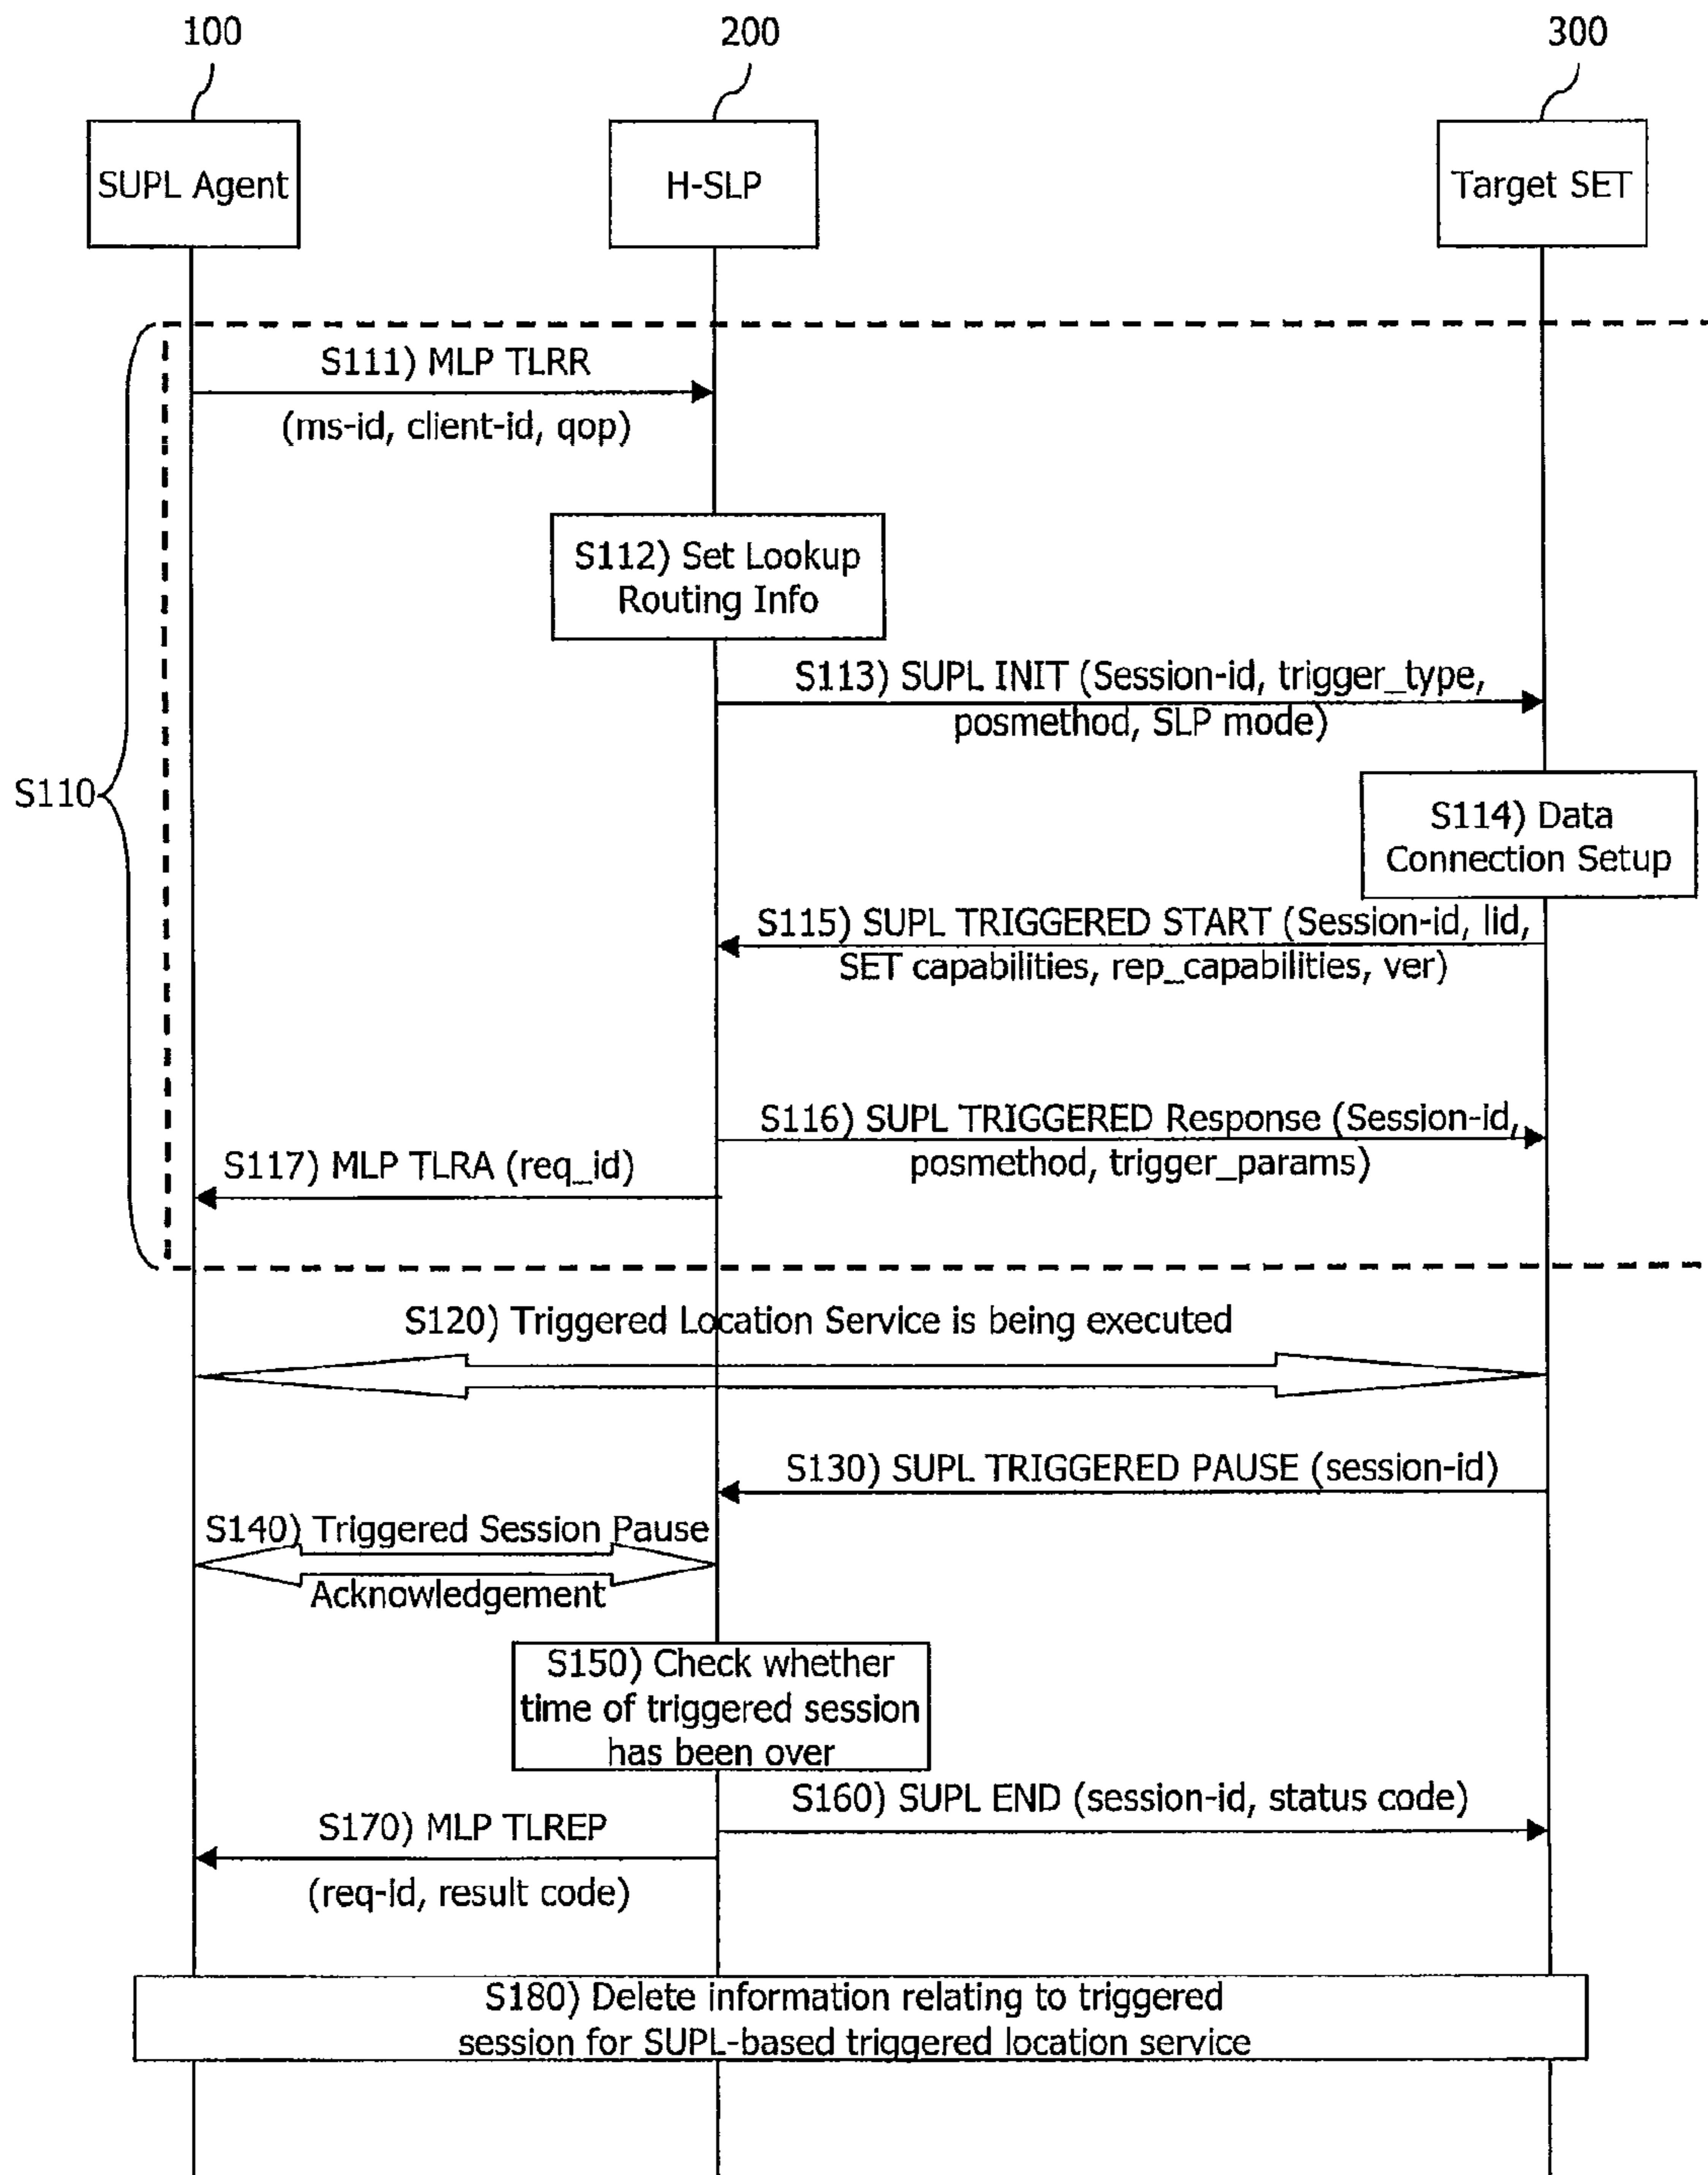 100
200
300
SUPL Agent
H-SLP
Target SET
S111) MLP TLRR
(ms-id, client-id, qop)
S112) Set Lookup
Routing Info
S113) SUPL INIT (Session-id, trigger_type,
posmethod, SLP mode)
S110
S114) Data
Connection Setup
S115) SUPL TRIGGERED START (Session-id, lid,
SET capabilities, rep_capabilities, ver)
S116) SUPL TRIGGERED Response (Session-id,
posmethod, trigger_params)
S117) MLP TLRA (req_id)
S120) Triggered Location Service is being executed
S130) SUPL TRIGGERED PAUSE (session-id)
S140) Triggered Session Pause
Acknowledgement
S150) Check whether
time of triggered session
has been over
S160) SUPL END (session-id, status code)
S170) MLP TLREP
(req-id, result code)
S180) Delete information relating to triggered
session for SUPL-based triggered location service